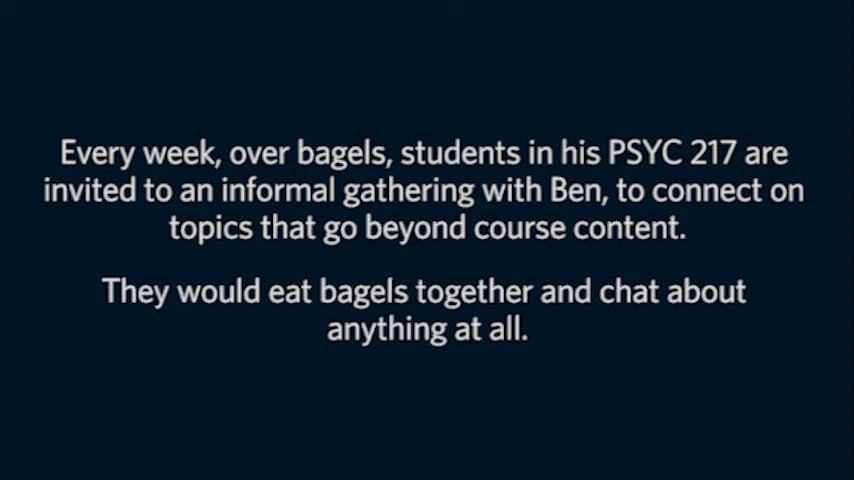 Every week, over bagels, students in his PSYC 217 are
invited to an informal gathering with Ben, to connect on
topics that go beyond course content.
They would eat bagels together and chat about
anything at all.